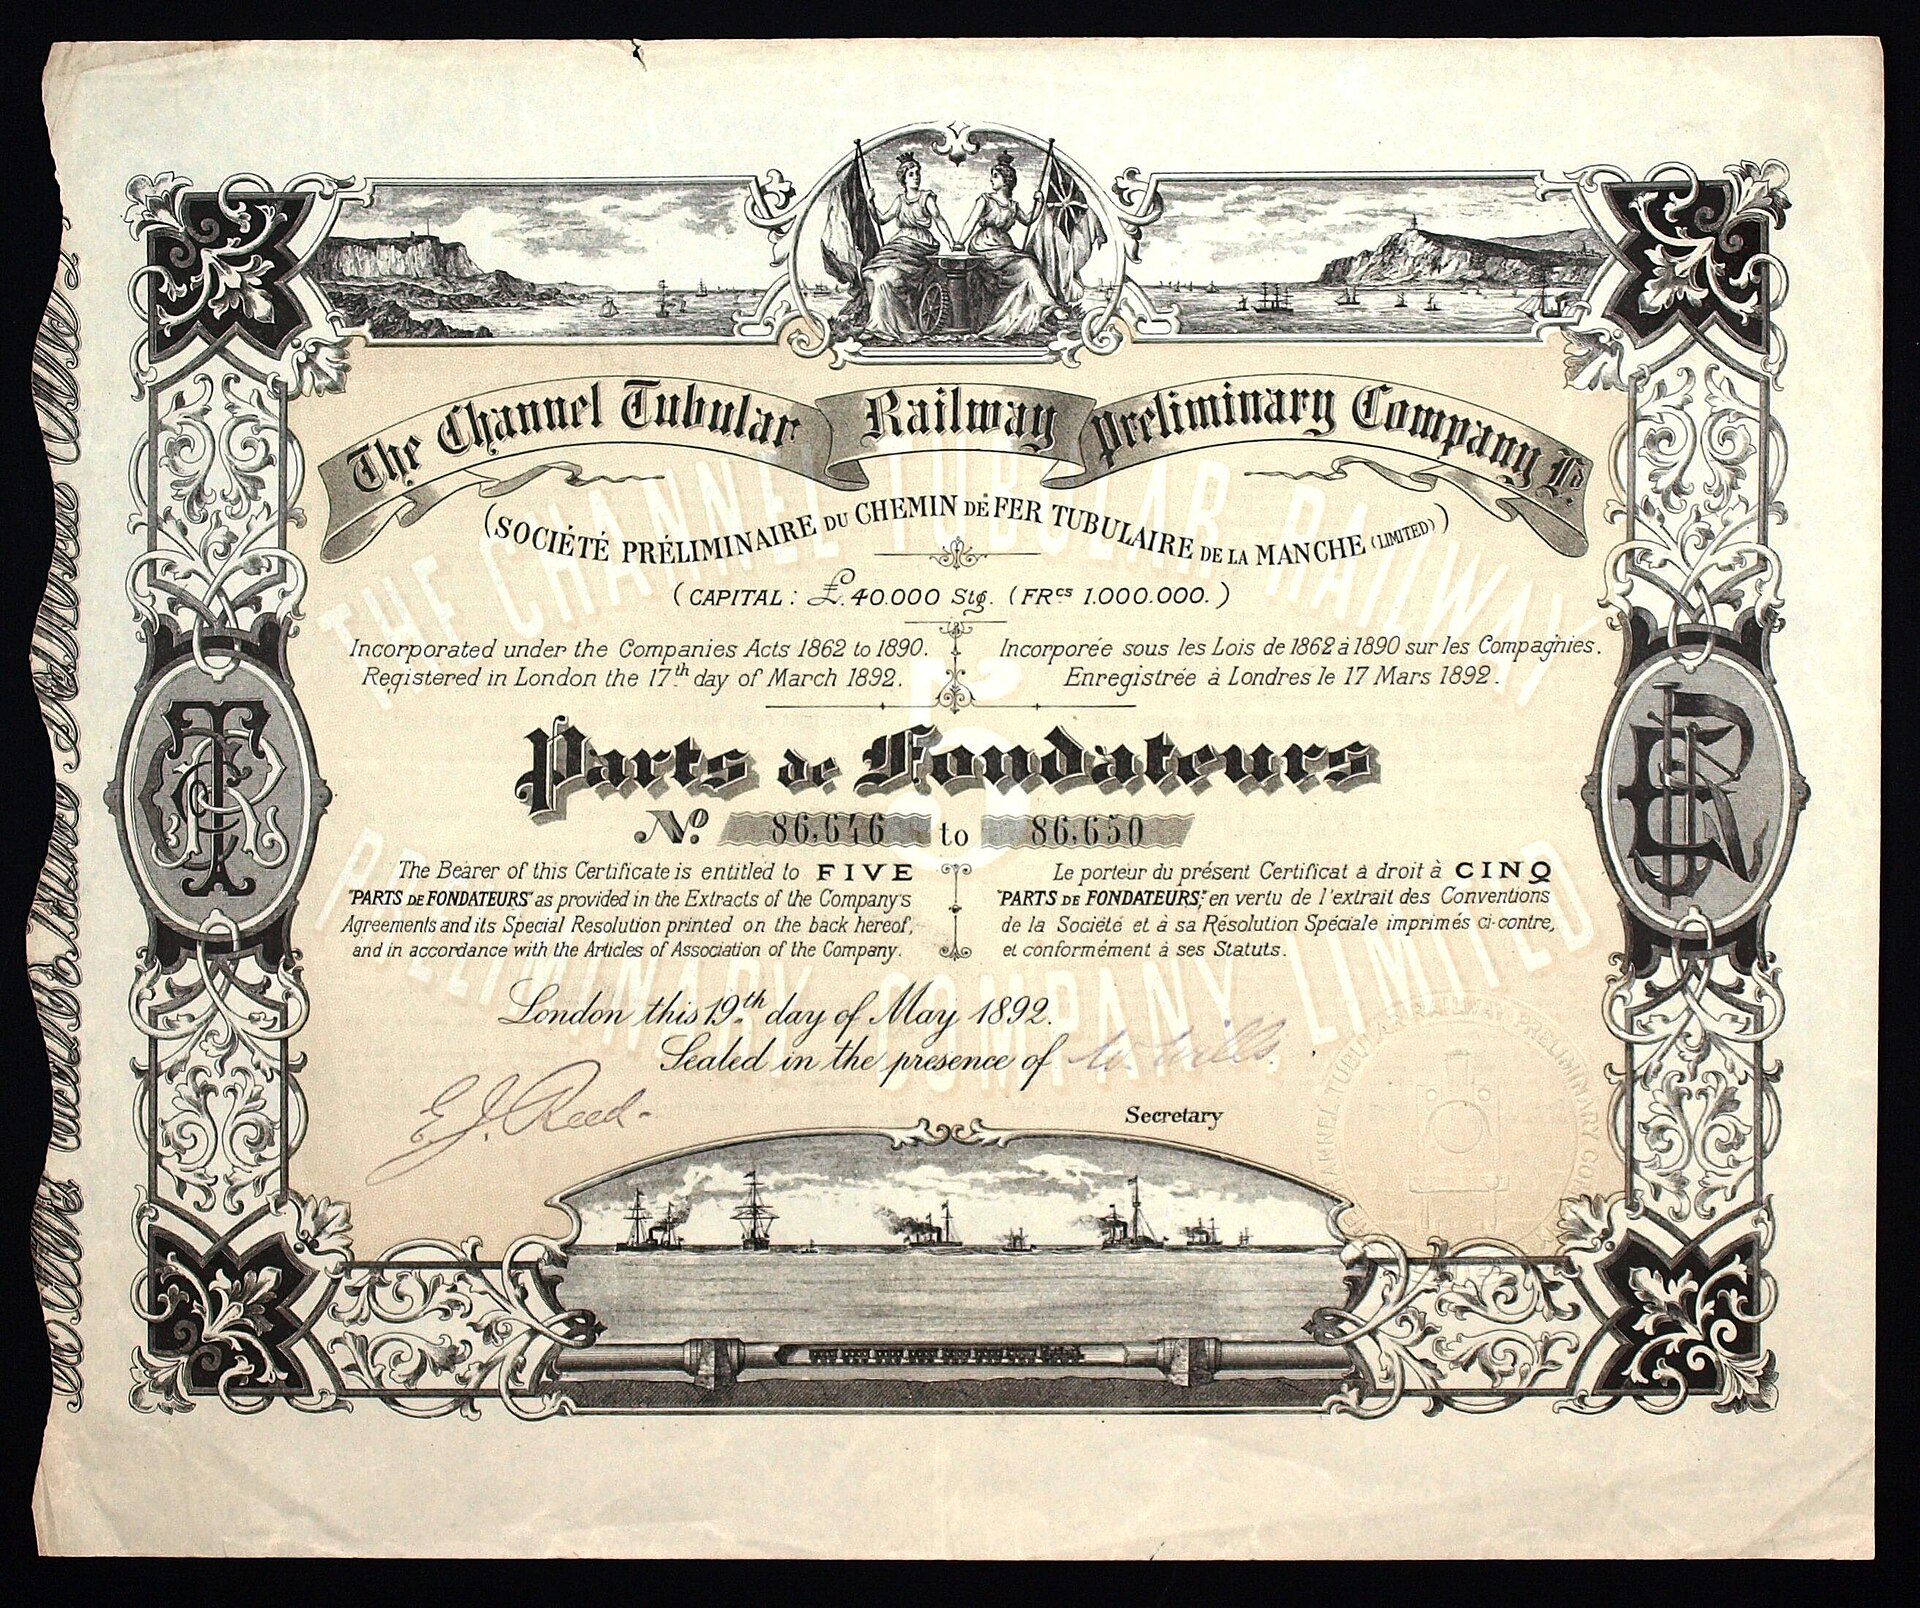 The Channel Tubular Railway Preliminary Company Ld.
(SOCIÉTÉ PRÉLIMINAIRE DU CHEMIN DE FER TUBULAIRE DE LA MANCHE (LIMITED))
(CAPITAL: £.40.000 Stg. (FRcs 1.000.000.)
Incorporated under the Companies Acts 1862 to 1890.
Registered in London the 17th day of March 1892.
Incorporée sous les Lois de 1862 à 1890 sur les Compagnies.
Enregistrée à Londres le 17 Mars 1892.
5
Parts de Fondateurs
No. 86,646 to 86,650
The Bearer of this Certificate is entitled to FIVE
"PARTS DE FONDATEURS" as provided in the Extracts of the Company's
Agreements and its Special Resolution printed on the back hereof,
and in accordance with the Articles of Association of the Company.
Le porteur du présent Certificat a droit à CINQ
"PARTS DE FONDATEURS," en vertu de l'extrait des Conventions
de la Société et à sa Résolution Spéciale imprimés ci-contre,
et conformément à ses Statuts.
London this 19th day of May 1892.
Sealed in the presence of W. Wills.
E. J. Reed
Secretary
THE CHANNEL TUBULAR RAILWAY
PRELIMINARY COMPANY LIMITED
CHANNEL TUBULAR RAILWAY PRELIMINARY COM